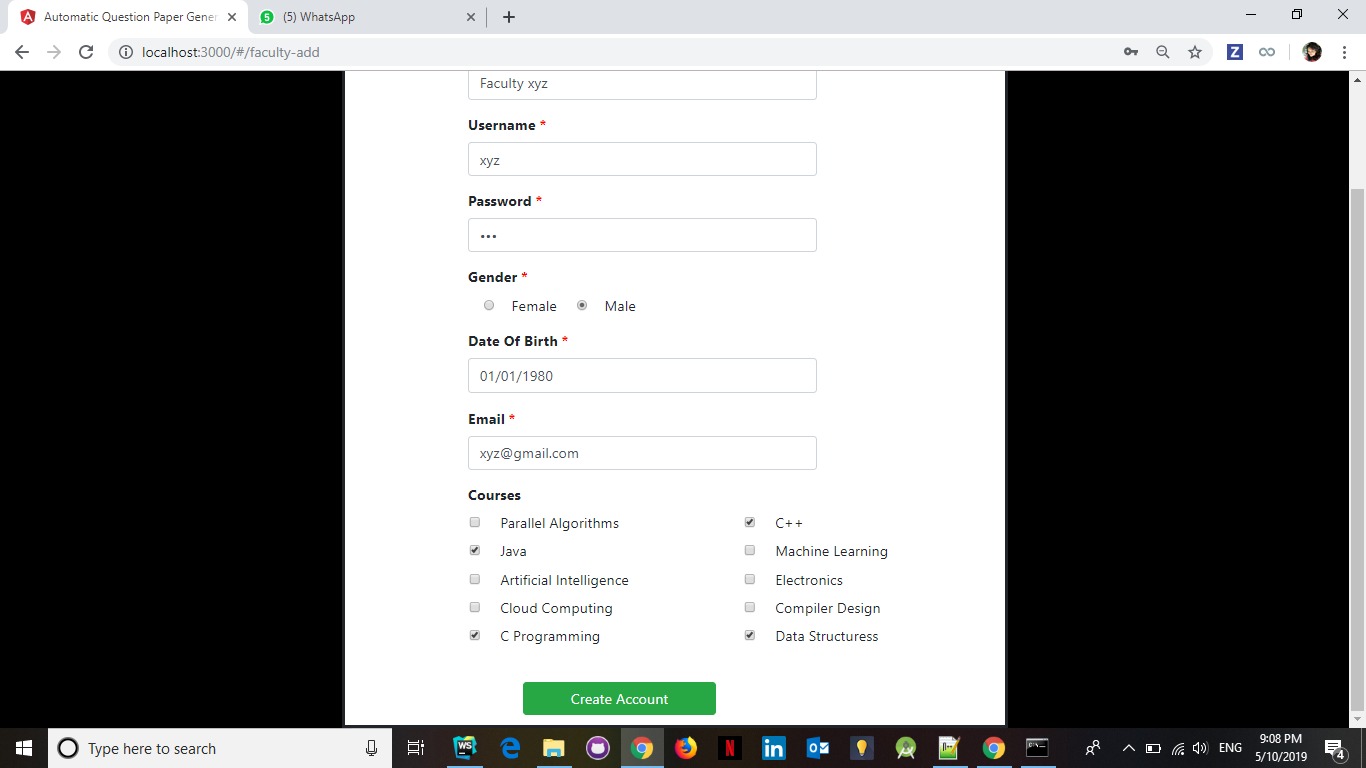 Automatic Question Paper Gener
(5) WhatsApp
localhost:3000/#/faculty-add
Faculty xyz
Username *
xyz
Password *
•••
Gender *
Female Male
Date Of Birth *
01/01/1980
Email *
xyz@gmail.com
Courses
Parallel Algorithms C++
Java Machine Learning
Artificial Intelligence Electronics
Cloud Computing Compiler Design
C Programming Data Structuress
Create Account
Type here to search
ENG
9:08 PM
5/10/2019
4